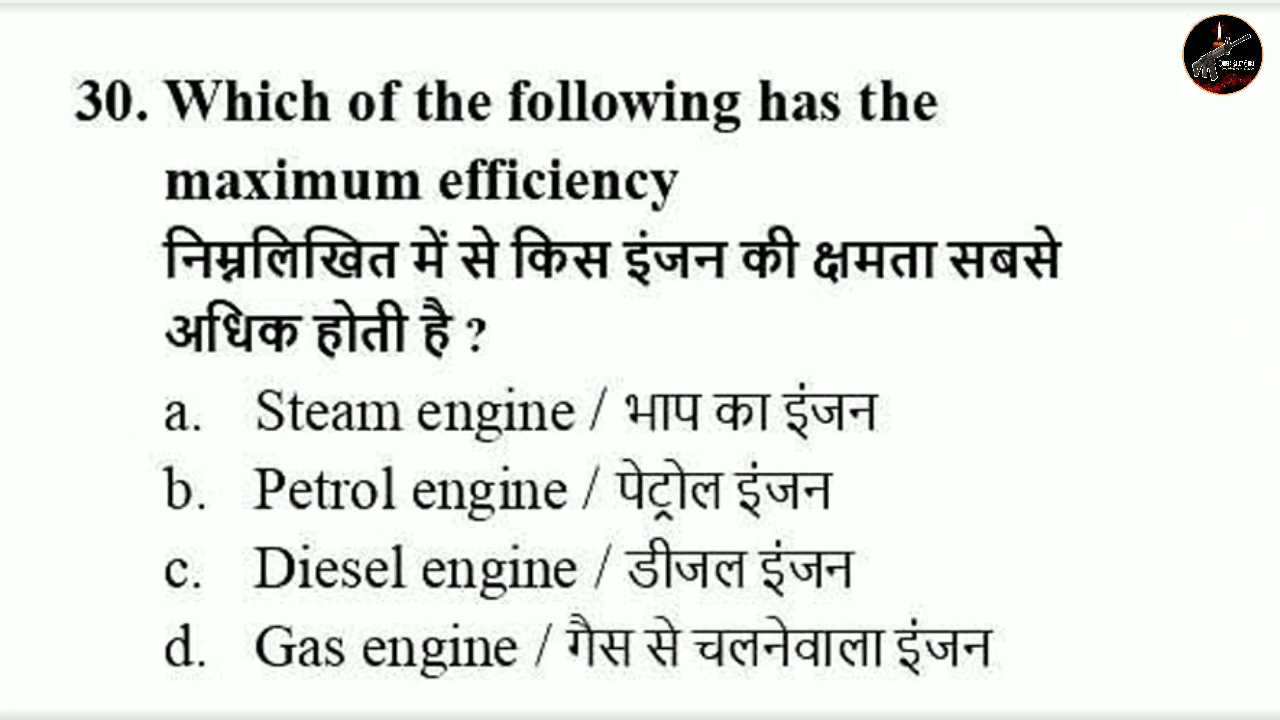 30. Which of the following has the
maximum efficiency
निम्नलिखित में से किस इंजन की क्षमता सबसे
अधिक होती है ?
a. Steam engine / भाप का इंजन
b. Petrol engine / पेट्रोल इंजन
c. Diesel engine / डीजल इंजन
d. Gas engine / गैस से चलनेवाला इंजन